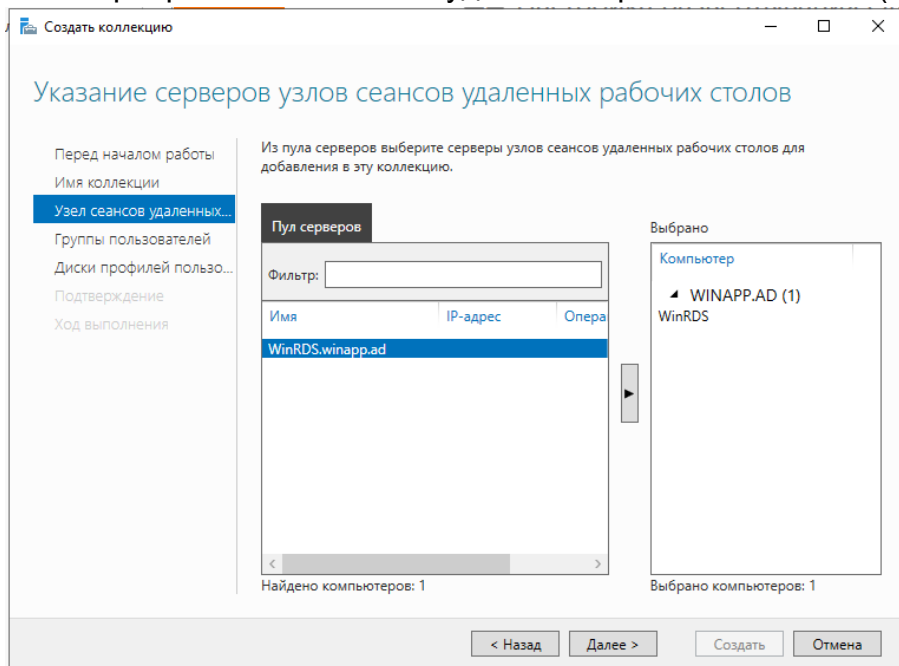 Создать коллекцию
Указание серверов узлов сеансов удаленных рабочих столов
Перед началом работы
Имя коллекции
Узел сеансов удаленных...
Группы пользователей
Диски профилей пользо...
Подтверждение
Ход выполнения
Из пула серверов выберите серверы узлов сеансов удаленных рабочих столов для
добавления в эту коллекцию.
Пул серверов
Фильтр:
Имя IP-адрес Опера
WinRDS.winapp.ad
Найдено компьютеров: 1
Выбрано
Компьютер
WINAPP.AD (1)
WinRDS
Выбрано компьютеров: 1
< Назад Далее > Создать Отмена